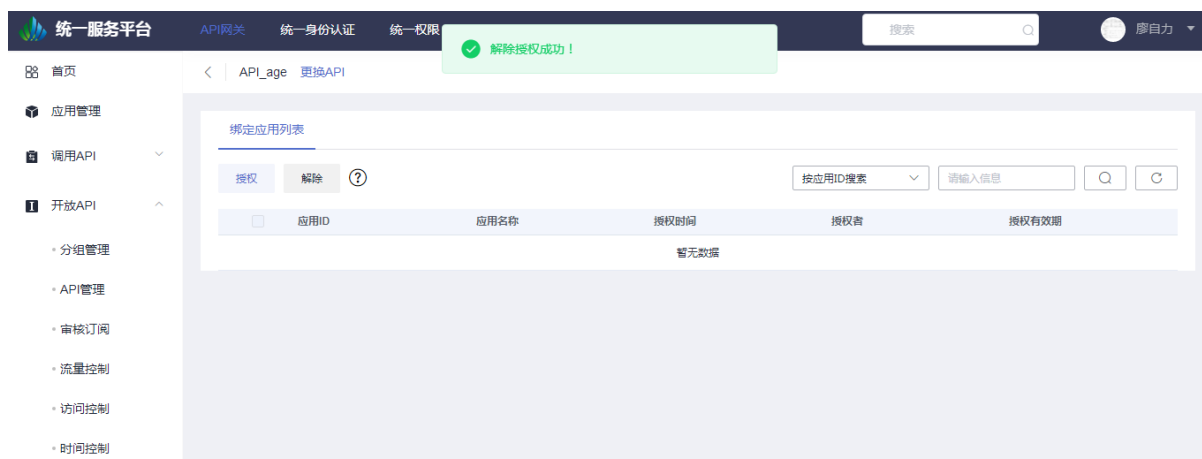 统一服务平台
API网关
统一身份认证
统一权限
解除授权成功！
搜索
廖自力
首页
API_age 更换API
应用管理
绑定应用列表
调用API
授权
解除
按应用ID搜索
请输入信息
开放API
应用ID
应用名称
授权时间
授权者
授权有效期
分组管理
暂无数据
API管理
审核订阅
流量控制
访问控制
时间控制